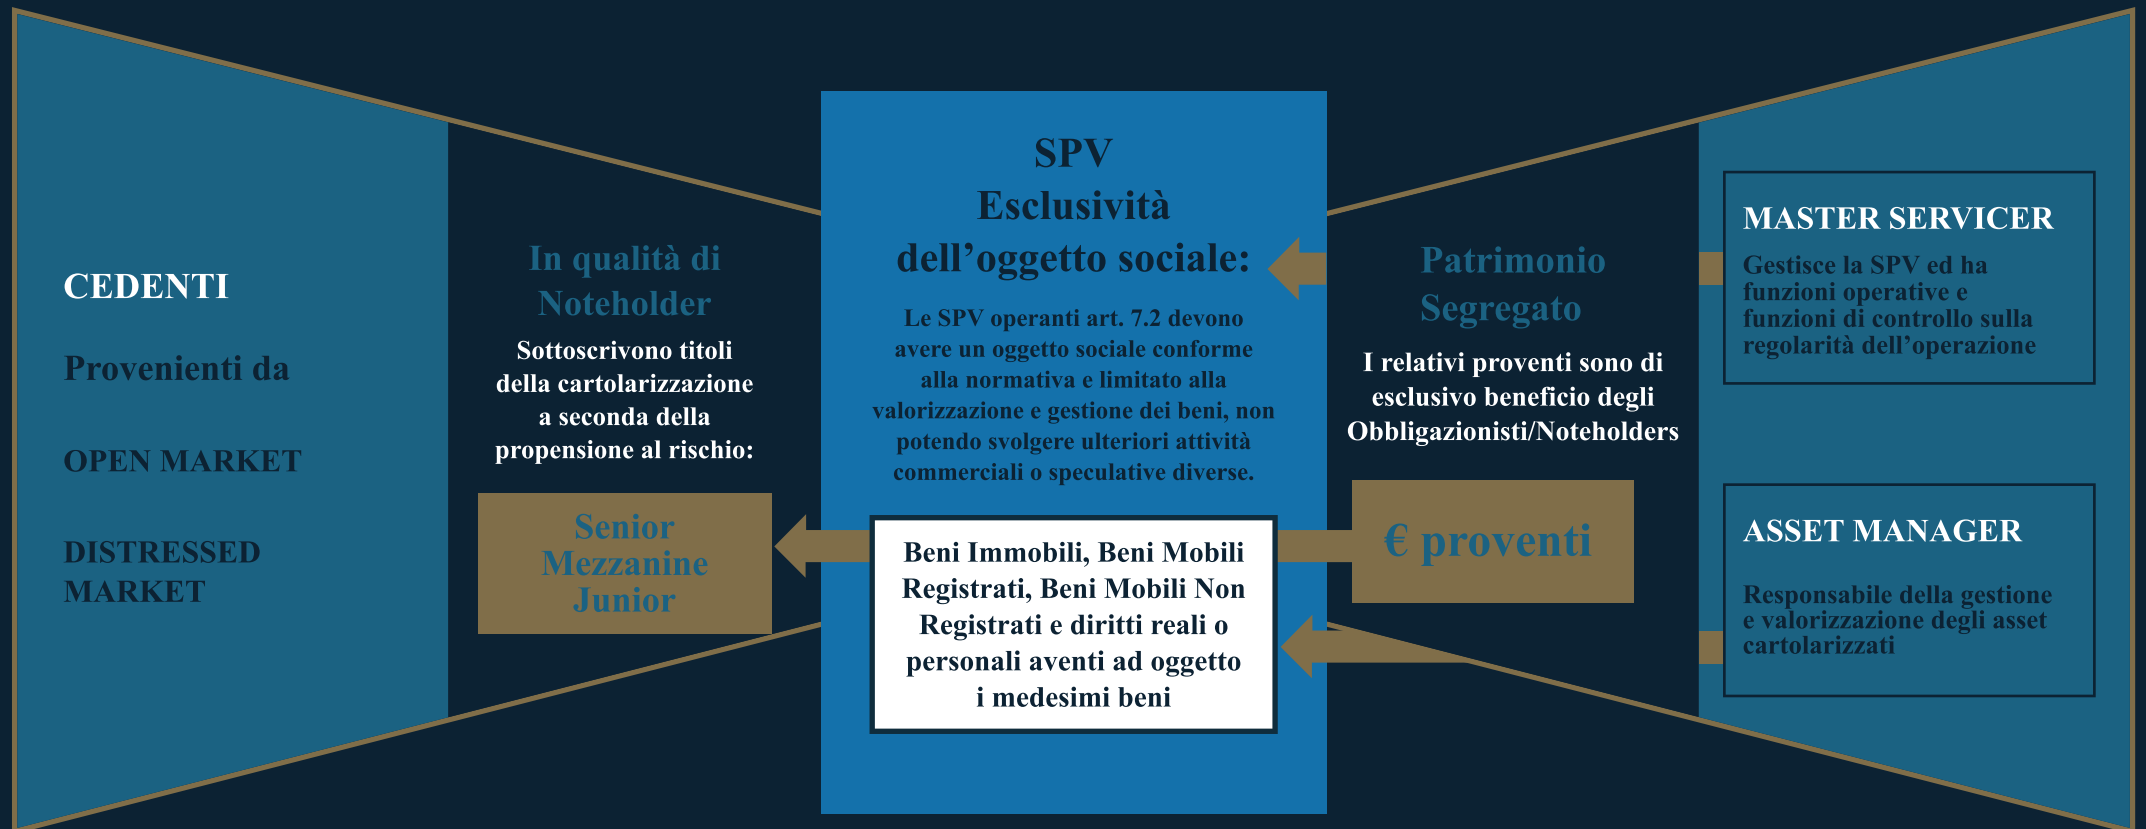 CEDENTI
Provenienti da
OPEN MARKET
DISTRESSED
MARKET
In qualità di
Noteholder
Sottoscrivono titoli
della cartolarizzazione
a seconda della
propensione al rischio:
Senior
Mezzanine
Junior
SPV
Esclusività
dell’oggetto sociale:
Le SPV operanti art. 7.2 devono
avere un oggetto sociale conforme
alla normativa e limitato alla
valorizzazione e gestione dei beni, non
potendo svolgere ulteriori attività
commerciali o speculative diverse.
Beni Immobili, Beni Mobili
Registrati, Beni Mobili Non
Registrati e diritti reali o
personali aventi ad oggetto
i medesimi beni
Patrimonio
Segregato
I relativi proventi sono di
esclusivo beneficio degli
Obbligazionisti/Noteholders
€ proventi
MASTER SERVICER
Gestisce la SPV ed ha
funzioni operative e
funzioni di controllo sulla
regolarità dell’operazione
ASSET MANAGER
Responsabile della gestione
e valorizzazione degli asset
cartolarizzati